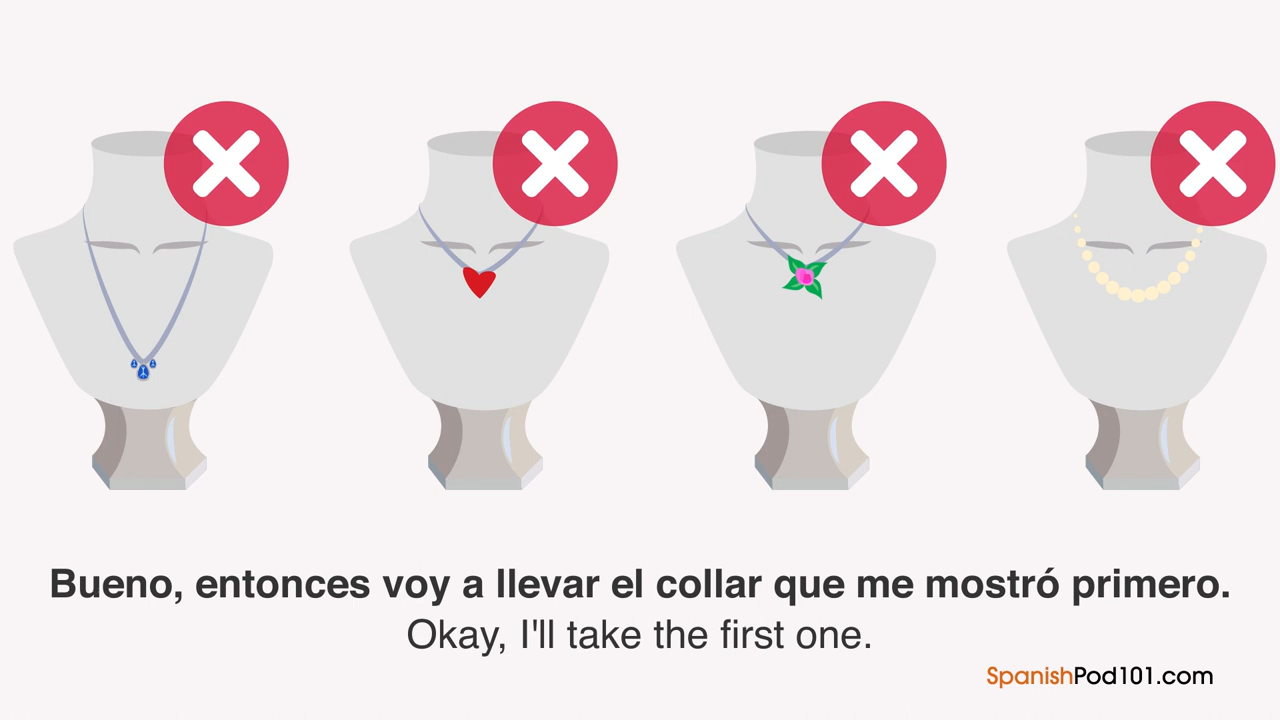 Bueno, entonces voy a llevar el collar que me mostró primero.
Okay, I'll take the first one.
SpanishPod101.com